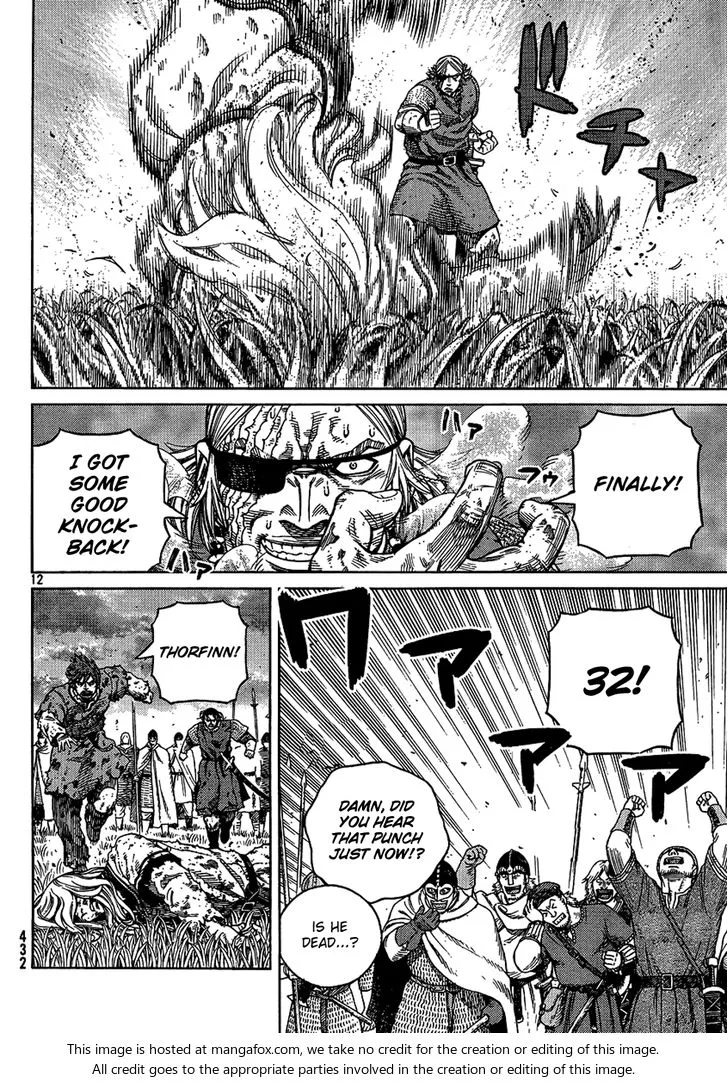 ドチャ
I GOT
SOME
GOOD
KNOCK-
BACK!
ハァ
ハァ
フゥ
FINALLY!
12
THORFINN!
ワァァ
32!
DAMN, DID
YOU HEAR
THAT PUNCH
JUST NOW!?
IS HE
DEAD...?
432
This image is hosted at mangafox.com, we take no credit for the creation or editing of this image.
All credit goes to the appropriate parties involved in the creation or editing of this image.